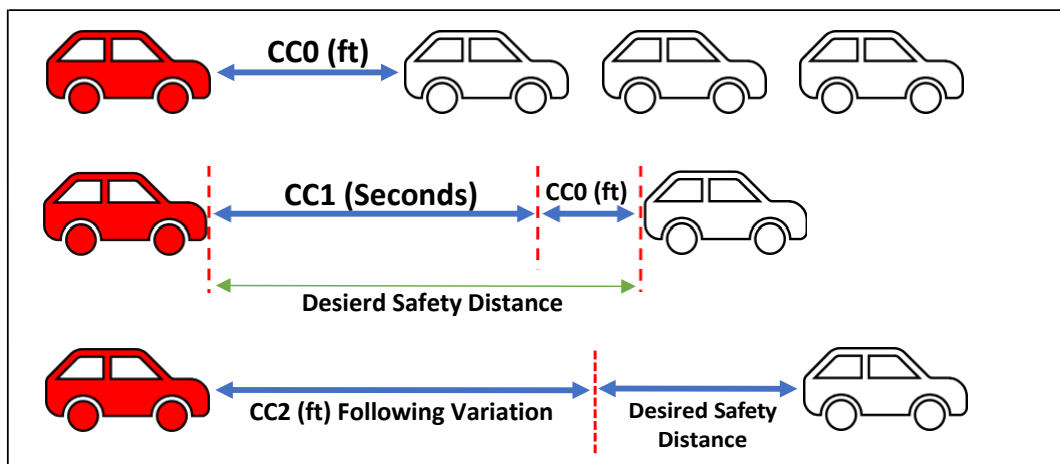 CC0 (ft)
CC1 (Seconds)
CC0 (ft)
Desierd Safety Distance
CC2 (ft) Following Variation
Desired Safety
Distance